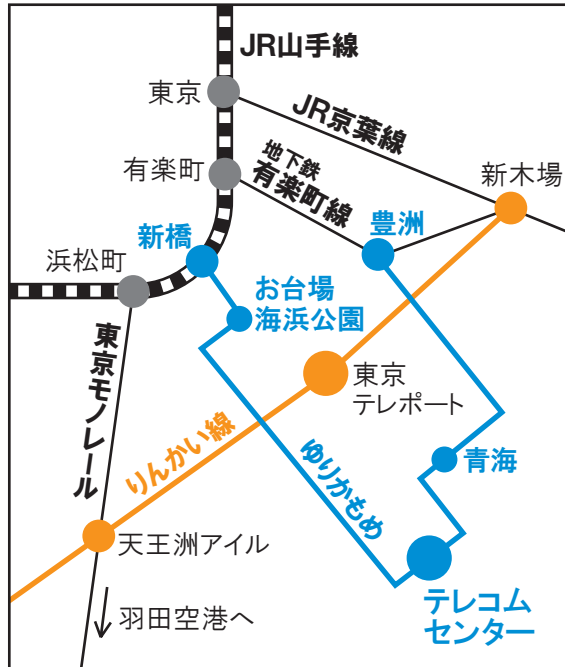 JR山手線
東京
JR京葉線
有楽町
地下鉄
有楽町線
新木場
新橋
豊洲
浜松町
お台場
海浜公園
東京モノレール
東京
テレポート
りんかい線
ゆりかもめ
青海
天王洲アイル
テレコム
センター
羽田空港へ